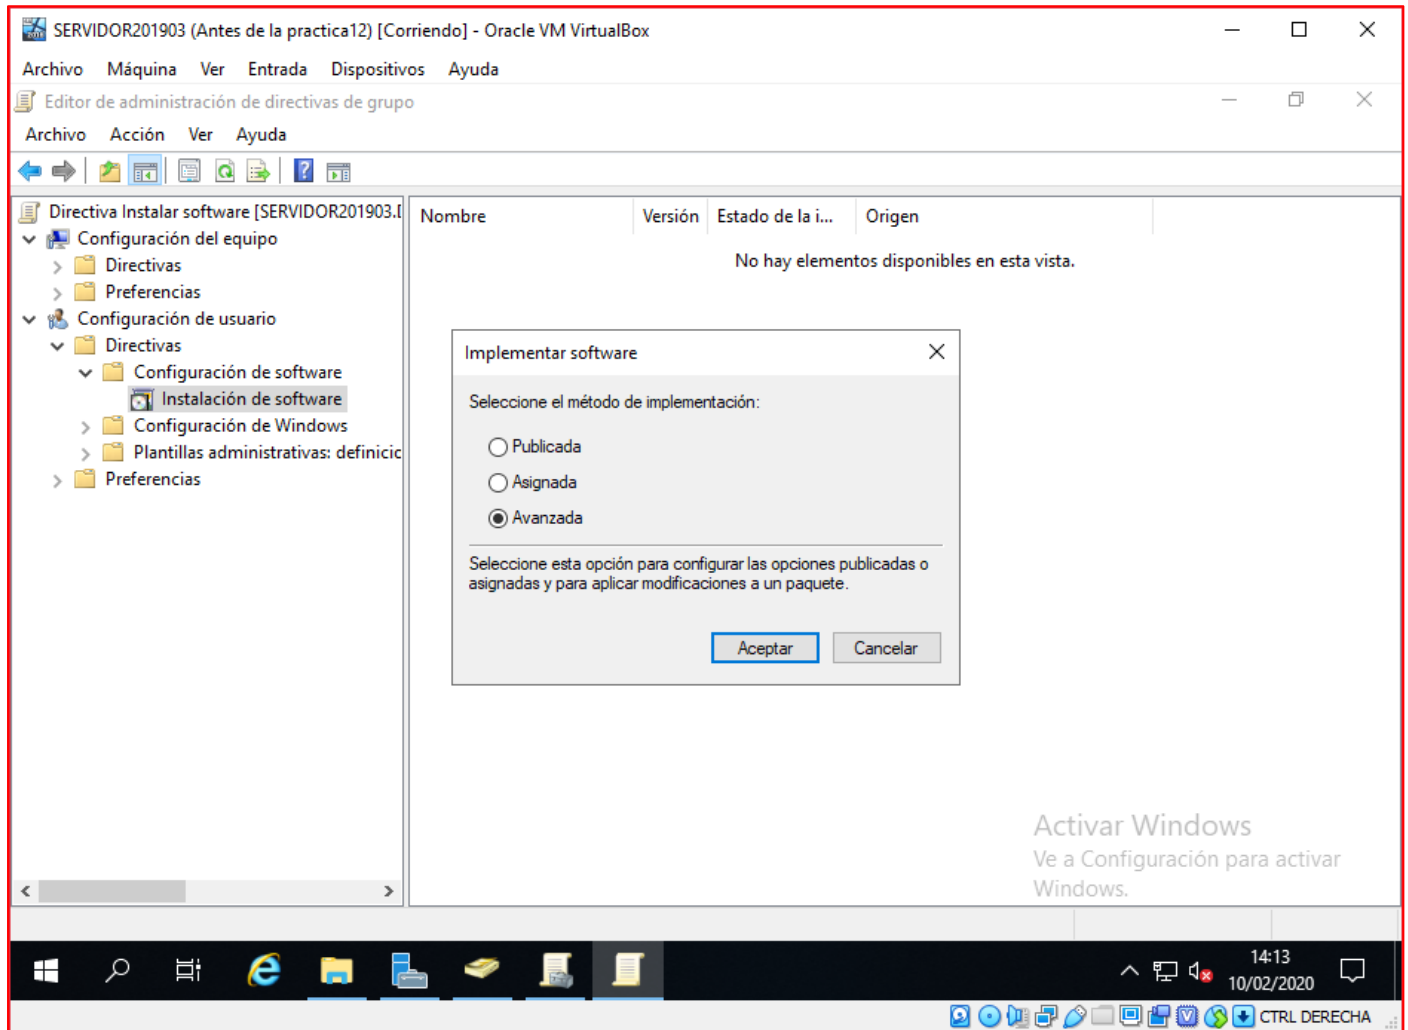 SERVIDOR201903 (Antes de la practica12) [Corriendo] - Oracle VM VirtualBox
Archivo Máquina Ver Entrada Dispositivos Ayuda
Editor de administración de directivas de grupo
Archivo Acción Ver Ayuda
Directiva Instalar software [SERVIDOR201903.
Configuración del equipo
Directivas
Preferencias
Configuración de usuario
Directivas
Configuración de software
Instalación de software
Configuración de Windows
Plantillas administrativas: definicic
Preferencias
Nombre Versión Estado de la i... Origen
No hay elementos disponibles en esta vista.
Implementar software
Seleccione el método de implementación:
Publicada
Asignada
Avanzada
Seleccione esta opción para configurar las opciones publicadas o
asignadas y para aplicar modificaciones a un paquete.
Aceptar Cancelar
Activar Windows
Ve a Configuración para activar
Windows.
14:13
10/02/2020
CTRL DERECHA